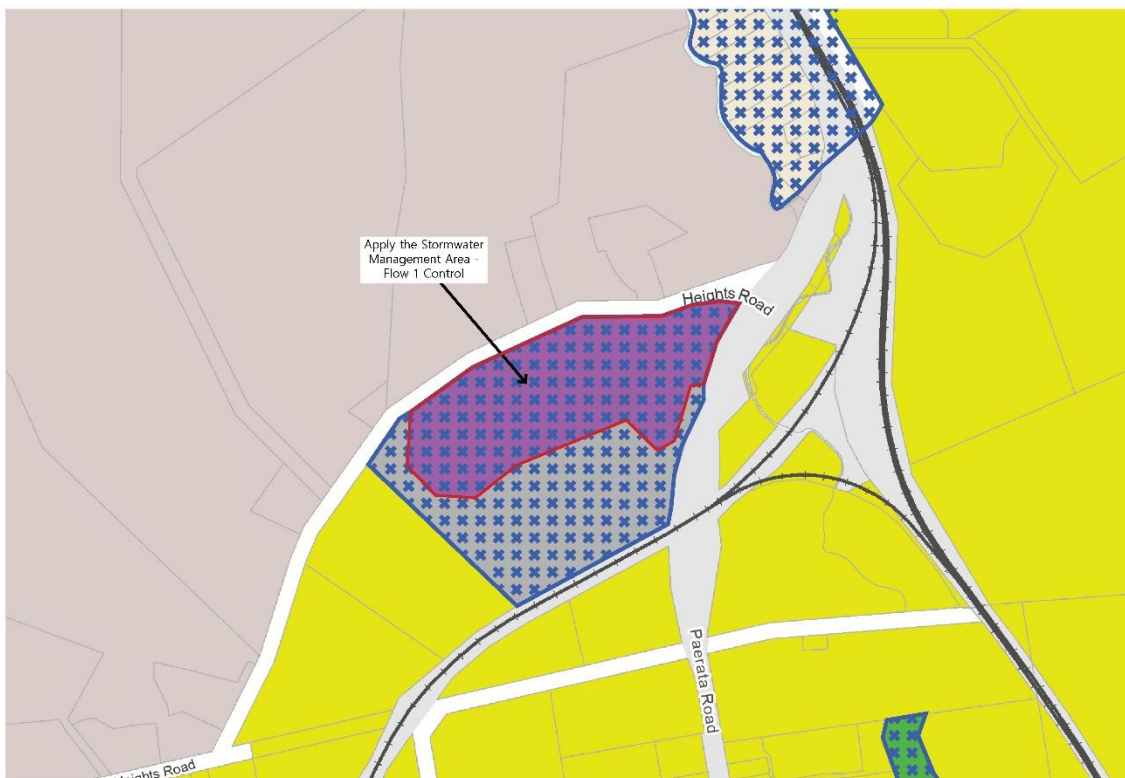 Apply the Stormwater
Management Area -
Flow 1 Control
Heights Road
Paerata Road
Heights Road